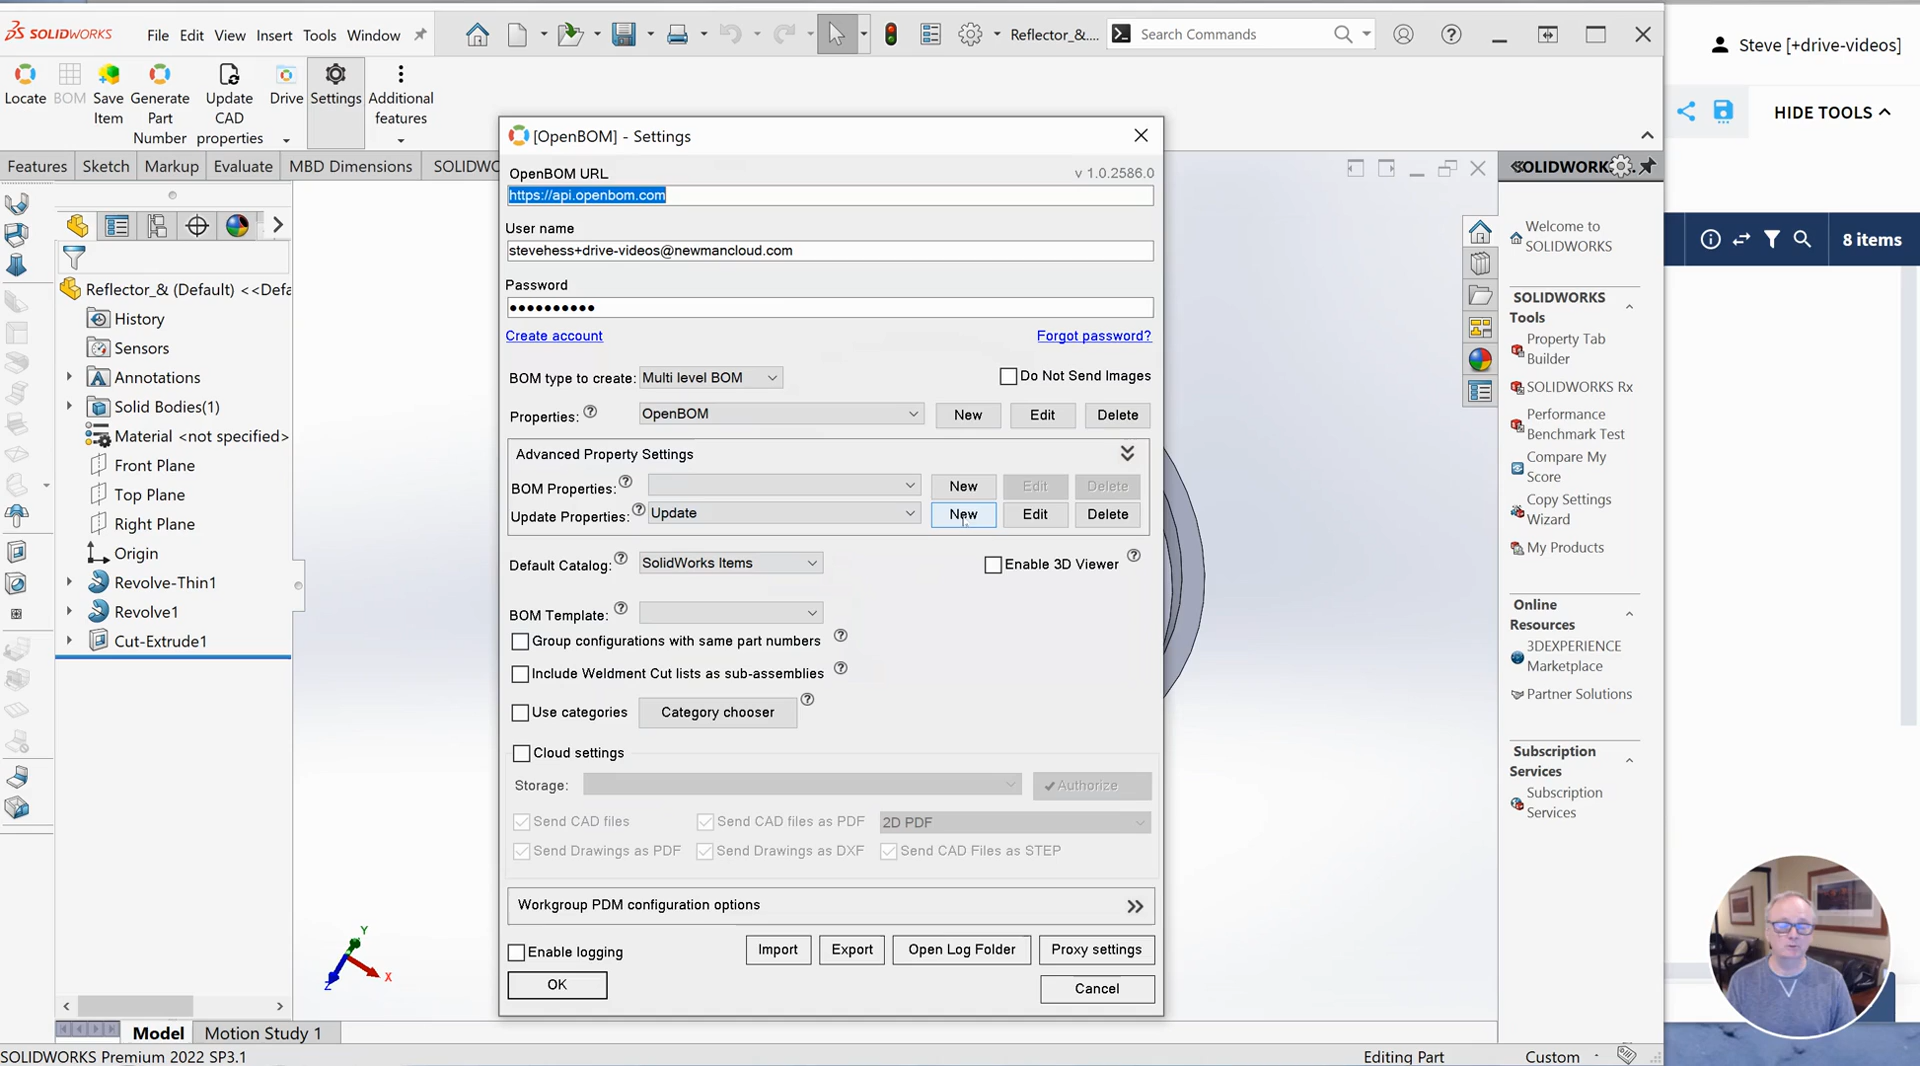 SOLIDWORKS File Edit View Insert Tools Window Reflector_&.... Search Commands
Steve [+drive-videos]
Locate BOM Save Item Generate Part Number Update CAD properties Drive Settings Additional features
HIDE TOOLS
Features Sketch Markup Evaluate MBD Dimensions SOLIDWO
8 items
Reflector_& (Default) <<Defa
History
Sensors
Annotations
Solid Bodies(1)
Material <not specified>
Front Plane
Top Plane
Right Plane
Origin
Revolve-Thin1
Revolve1
Cut-Extrude1
[OpenBOM] - Settings
OpenBOM URL v 1.0.2586.0
https://api.openbom.com
User name
stevehess+drive-videos@newmancloud.com
Password
Create account Forgot password?
BOM type to create: Multi level BOM Do Not Send Images
Properties: OpenBOM New Edit Delete
Advanced Property Settings
BOM Properties: New Edit Delete
Update Properties: Update New Edit Delete
Default Catalog: SolidWorks Items Enable 3D Viewer
BOM Template:
Group configurations with same part numbers
Include Weldment Cut lists as sub-assemblies
Use categories Category chooser
Cloud settings
Storage: Authorize
Send CAD files Send CAD files as PDF 2D PDF
Send Drawings as PDF Send Drawings as DXF Send CAD Files as STEP
Workgroup PDM configuration options
Enable logging Import Export Open Log Folder Proxy settings
OK Cancel
SOLIDWORK
Welcome to
SOLIDWORKS
SOLIDWORKS
Tools
Property Tab
Builder
SOLIDWORKS Rx
Performance
Benchmark Test
Compare My
Score
Copy Settings
Wizard
My Products
Online
Resources
3DEXPERIENCE
Marketplace
Partner Solutions
Subscription
Services
Subscription
Services
Y
X
Z
Model Motion Study 1
SOLIDWORKS Premium 2022 SP3.1 Editing Part Custom